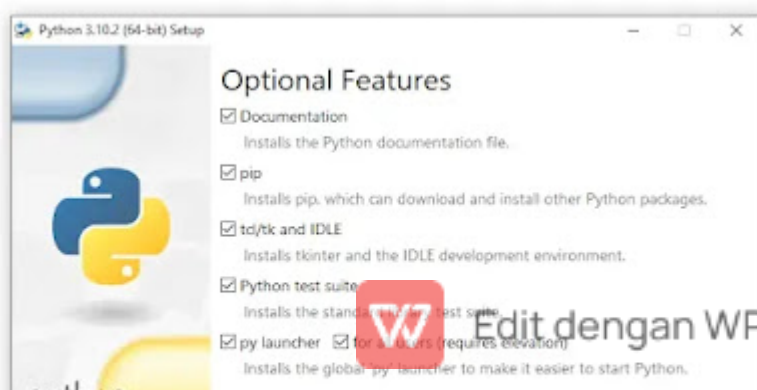 Python 3.10.2 (64-bit) Setup
Optional Features
Documentation
Installs the Python documentation file.
pip
Installs pip, which can download and install other Python packages.
tcl/tk and IDLE
Installs tkinter and the IDLE development environment.
Python test suite
Installs the standard library test suite.
Edit dengan WP
py launcher for all users (requires elevation)
Installs the global 'py' launcher to make it easier to start Python.
python